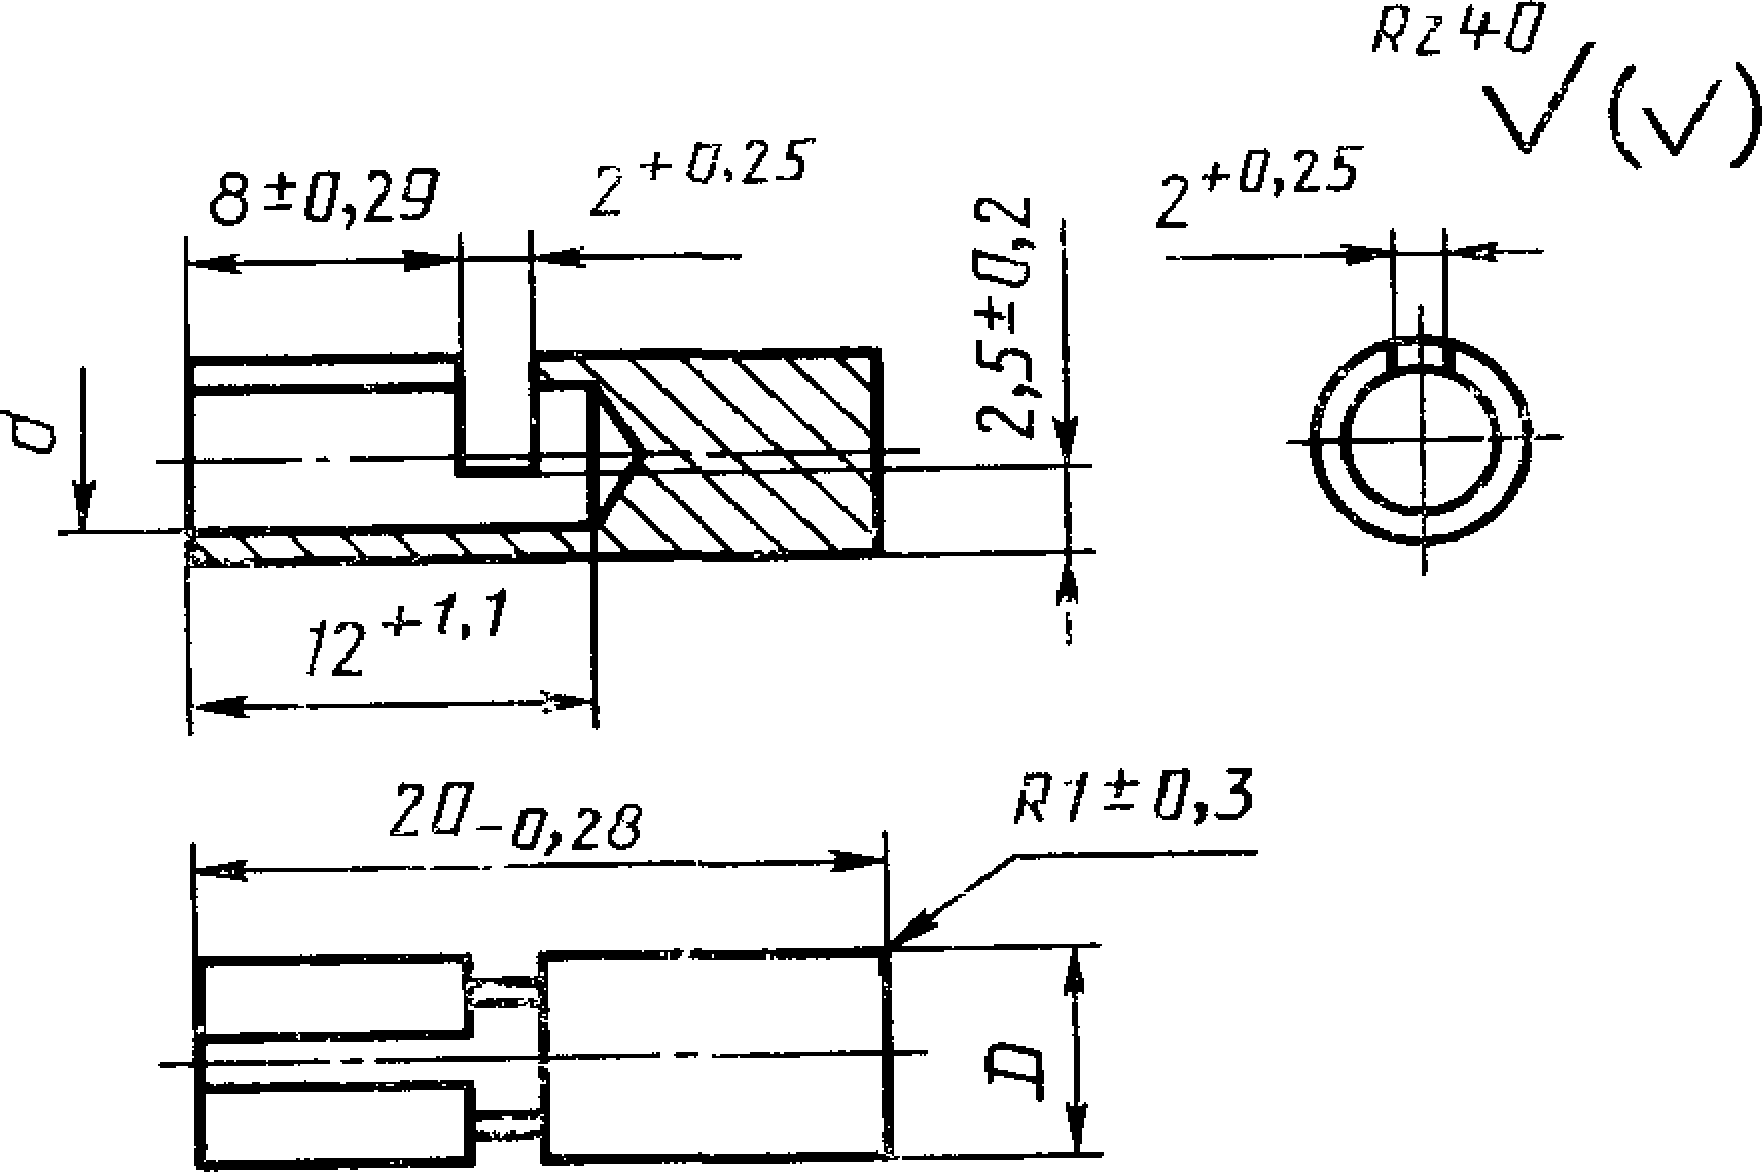 Rz40
√ (√)
8±0,29
2+0.25
2+0,25
2,5±0,2
d
12+1,1
20-0,28
R1±0,3
D